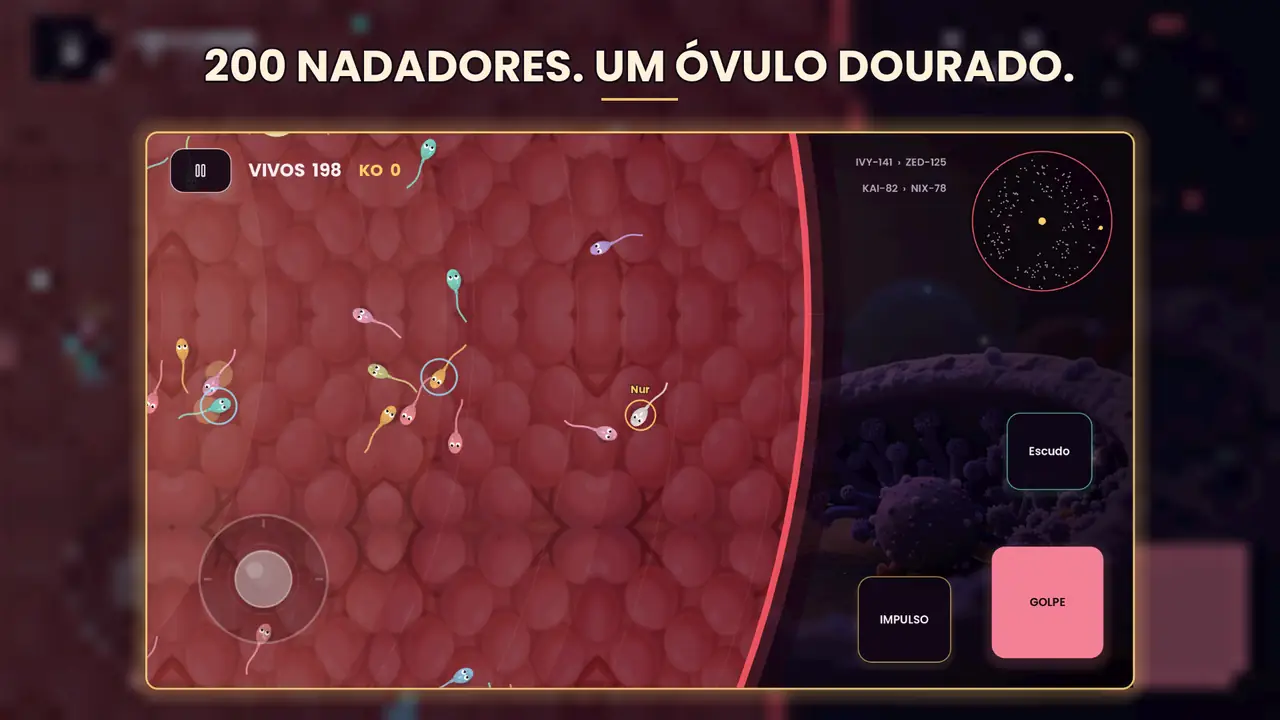 200 NADADORES. UM ÓVULO DOURADO.
VIVOS 198 KO 0
IVY-141 › ZED-125
KAI-82 › NIX-78
Nur
Escudo
IMPULSO
GOLPE